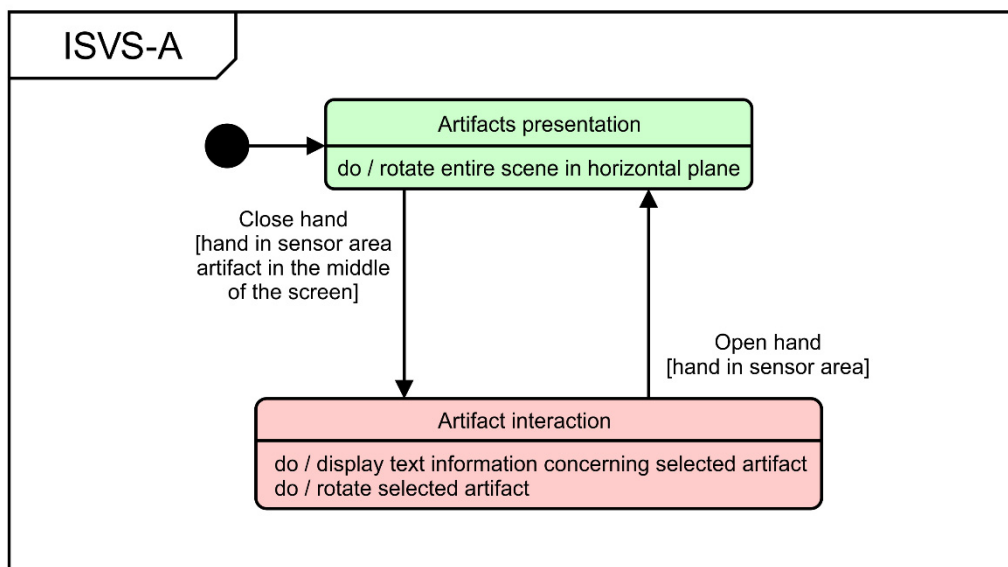 ISVS-A
Artifacts presentation
do / rotate entire scene in horizontal plane
Close hand
[hand in sensor area
artifact in the middle
of the screen]
Open hand
[hand in sensor area]
Artifact interaction
do / display text information concerning selected artifact
do / rotate selected artifact